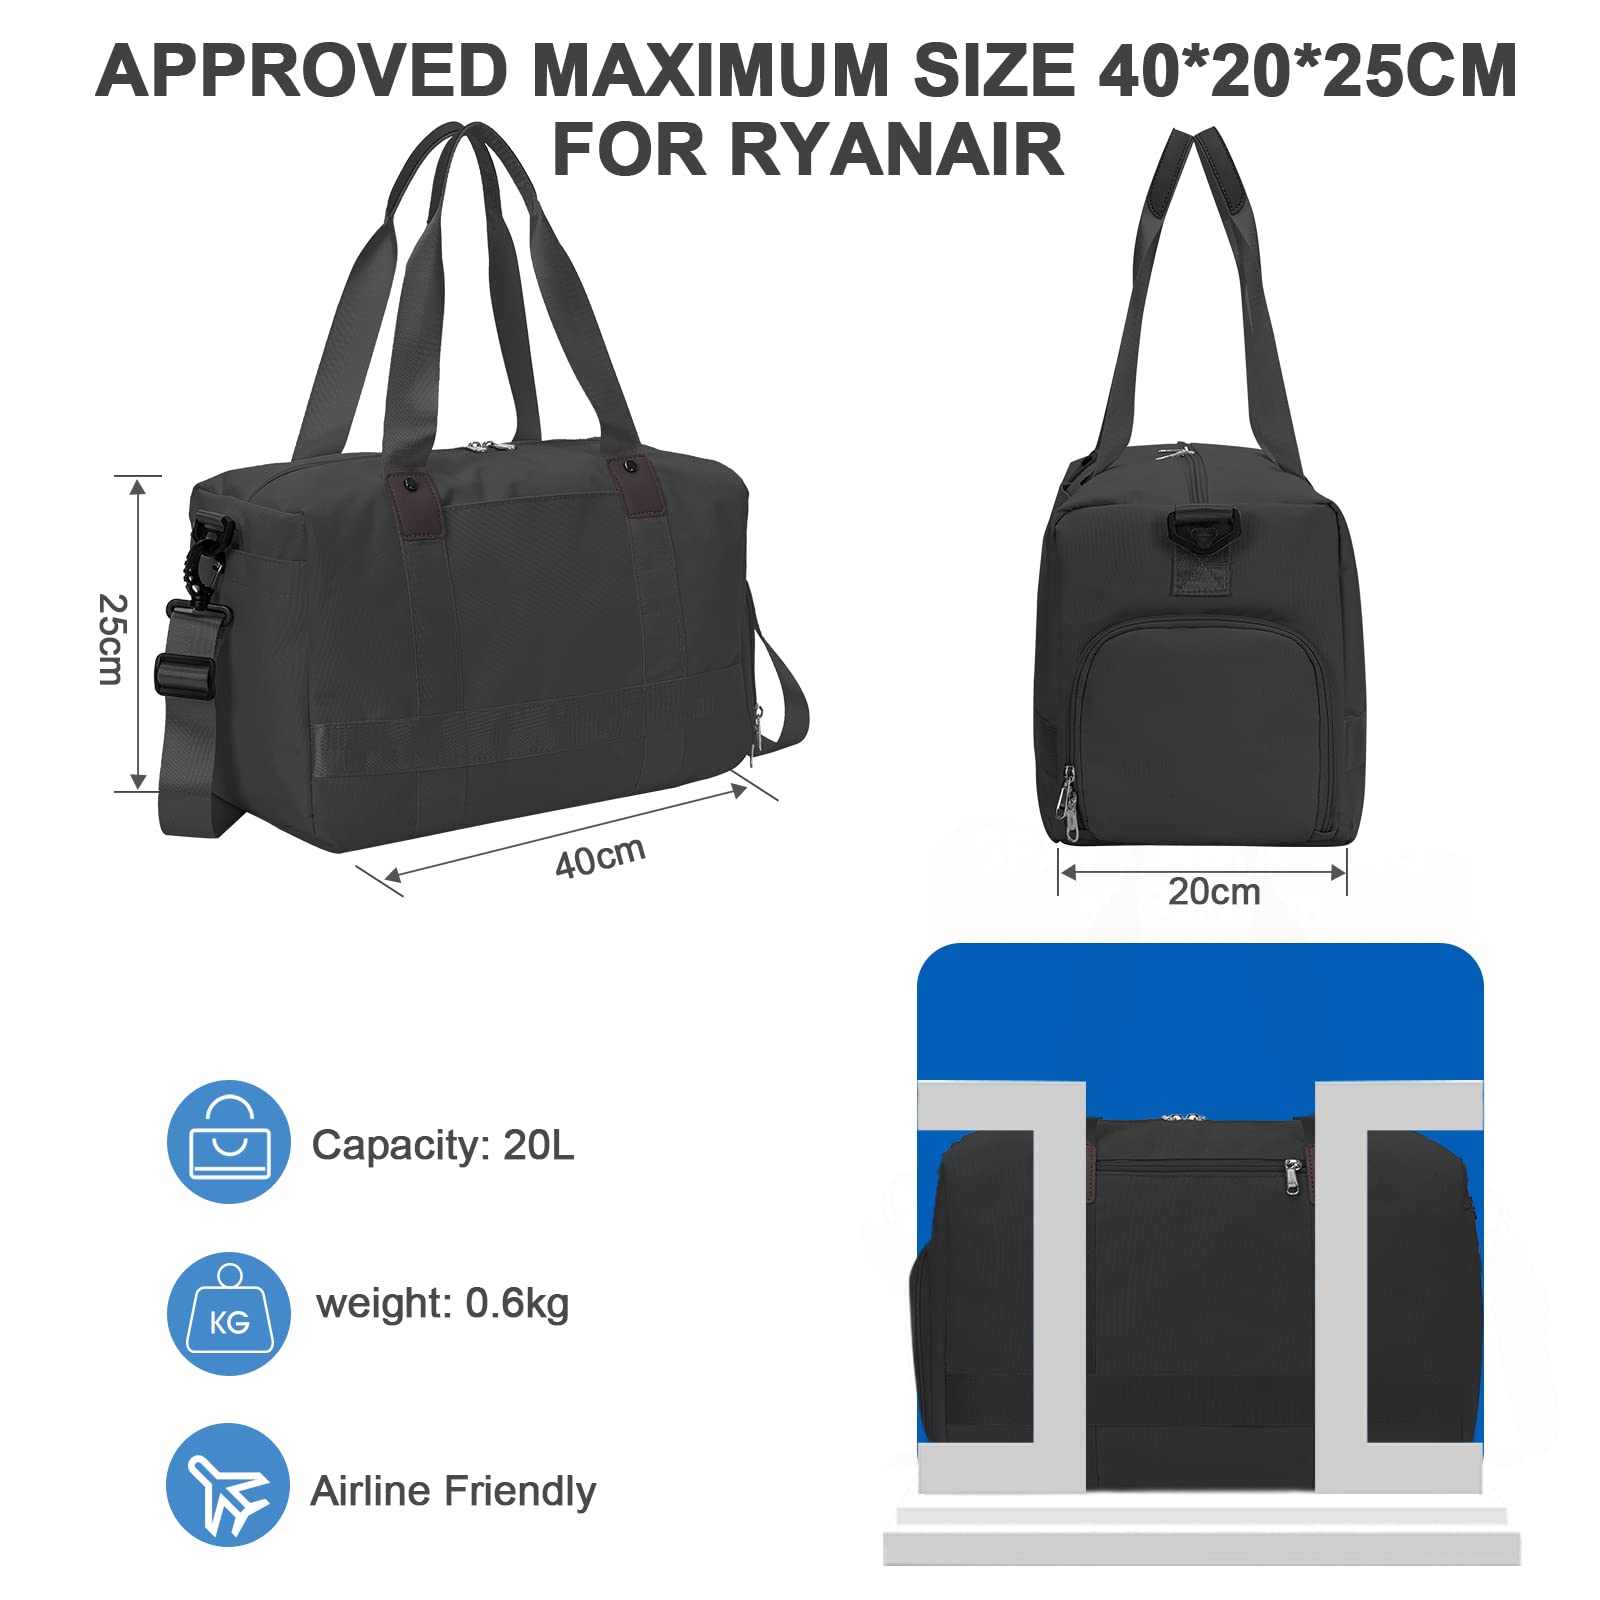 APPROVED MAXIMUM SIZE 40*20*25CM
FOR RYANAIR
25cm
40cm
20cm
Capacity: 20L
KG
weight: 0.6kg
Airline Friendly